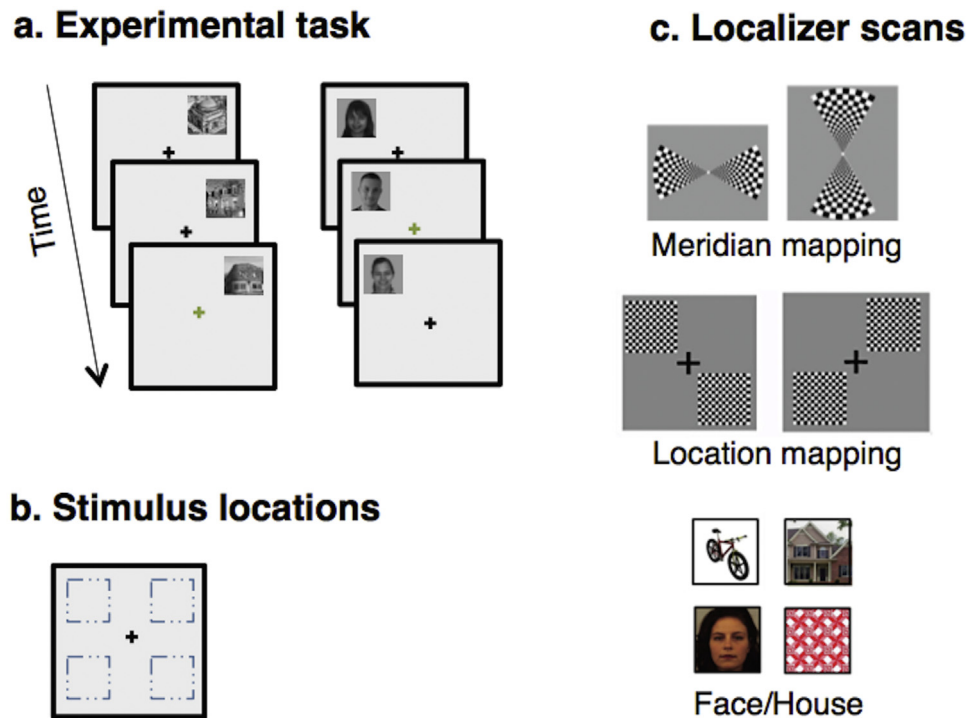 a. Experimental task
Time
b. Stimulus locations
c. Localizer scans
Meridian mapping
Location mapping
Face/House